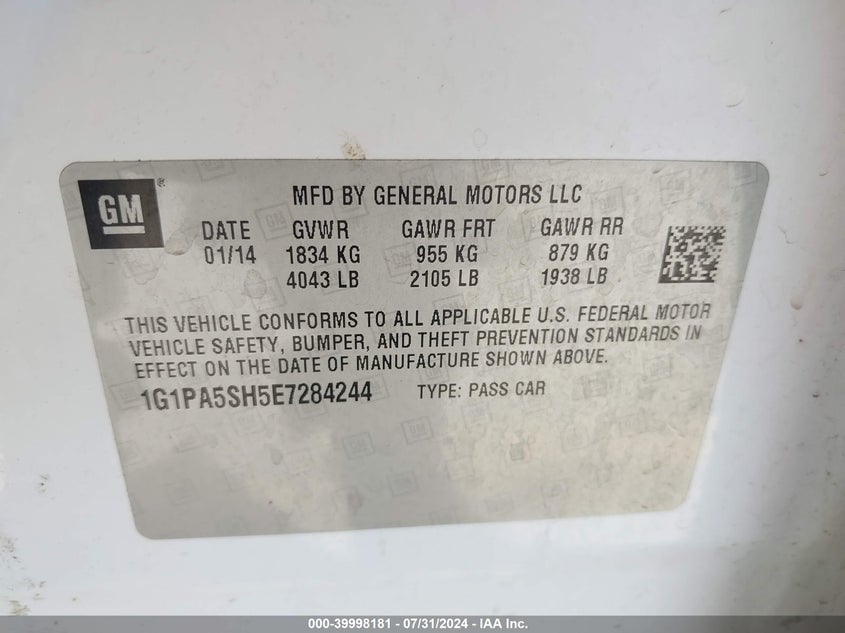 GM ®
MFD BY GENERAL MOTORS LLC
DATE GVWR GAWR FRT GAWR RR
01/14 1834 KG 955 KG 879 KG
4043 LB 2105 LB 1938 LB
THIS VEHICLE CONFORMS TO ALL APPLICABLE U.S. FEDERAL MOTOR
VEHICLE SAFETY, BUMPER, AND THEFT PREVENTION STANDARDS IN
EFFECT ON THE DATE OF MANUFACTURE SHOWN ABOVE.
1G1PA5SH5E7284244 TYPE: PASS CAR
000-39998181 - 07/31/2024 - IAA Inc.